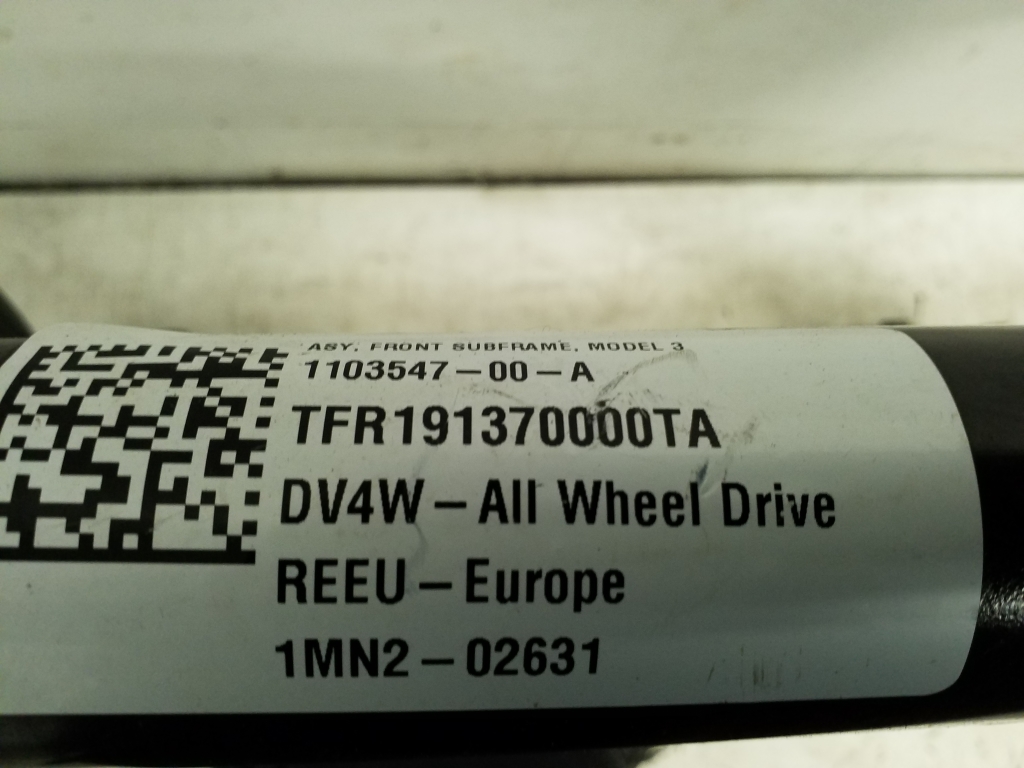 ASY, FRONT SUBFRAME, MODEL 3
1103547-00-A
TFR191370000TA
DV4W-All Wheel Drive
REEU-Europe
1MN2-02631